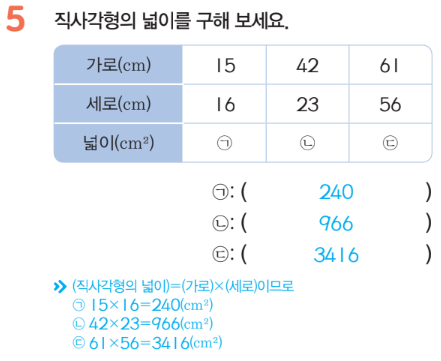 5 직사각형의 넓이를 구해 보세요.
가로(cm) 15 42 61
세로(cm) 16 23 56
넓이(cm²) ㉠ ㉡ ㉢
㉠: ( 240 )
㉡: ( 966 )
㉢: ( 3416 )
» (직사각형의 넓이)=(가로)×(세로)이므로
㉠ 15×16=240(cm²)
㉡ 42×23=966(cm²)
㉢ 61×56=3416(cm²)